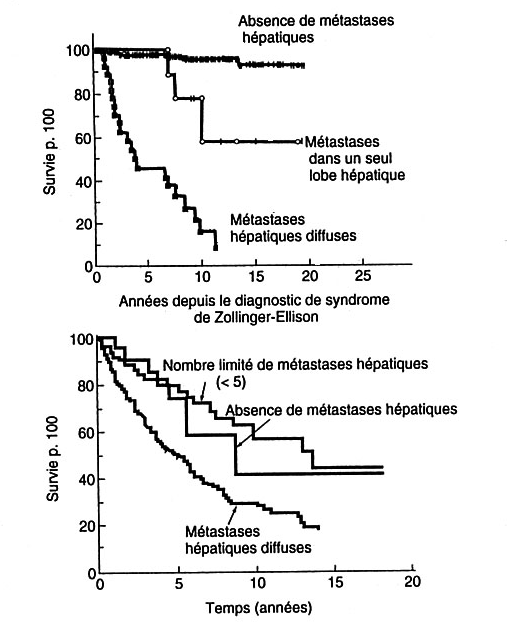 Absence de métastases
hépatiques
100
80
60
40
20
0
Survie p. 100
Métastases
dans un seul
lobe hépatique
Métastases
hépatiques diffuses
0 5 10 15 20 25
Années depuis le diagnostic de syndrome
de Zollinger-Ellison
100
80
60
40
20
0
Survie p. 100
Nombre limité de métastases hépatiques
(< 5)
Absence de métastases hépatiques
Métastases
hépatiques diffuses
0 5 10 15 20
Temps (années)